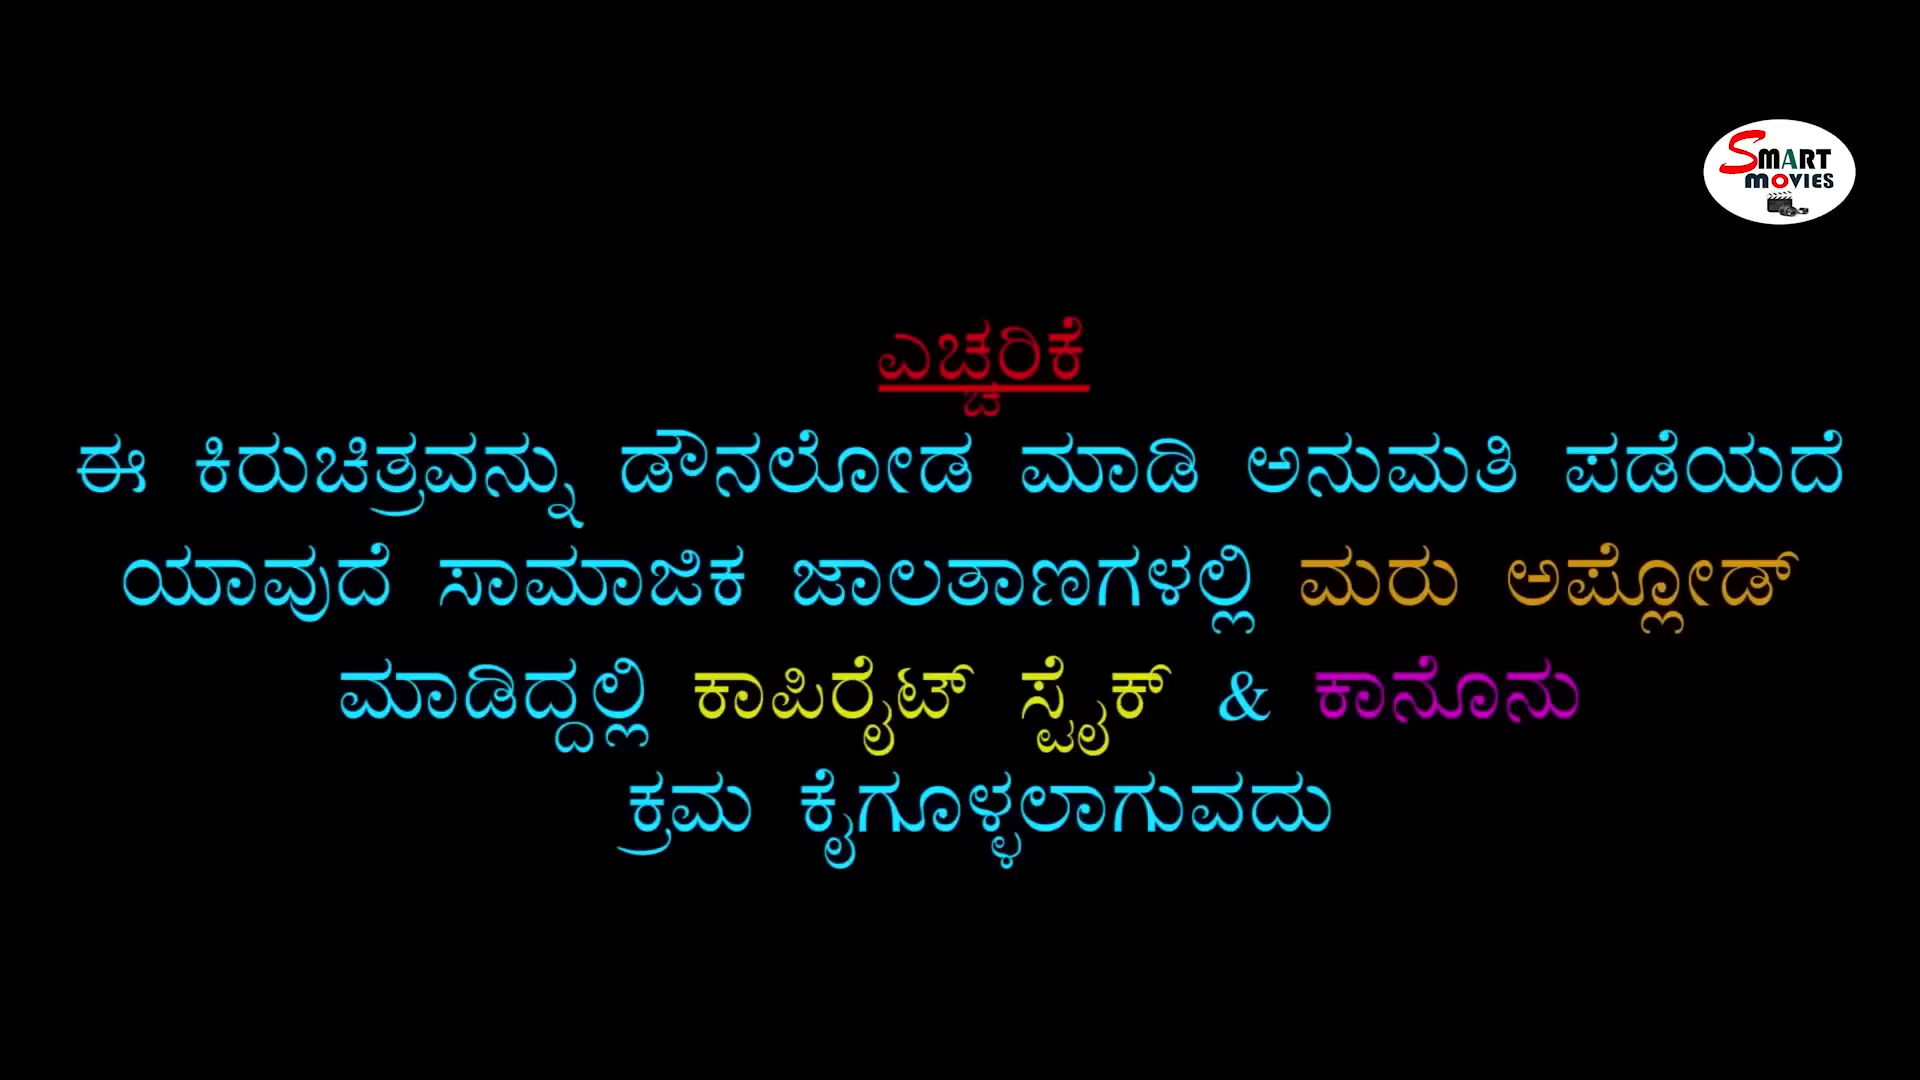 SMART
MOVIES
ಎಚ್ಚರಿಕೆ
ಈ ಕಿರುಚಿತ್ರವನ್ನು ಡೌನಲೋಡ ಮಾಡಿ ಅನುಮತಿ ಪಡೆಯದೆ
ಯಾವುದೆ ಸಾಮಾಜಿಕ ಜಾಲತಾಣಗಳಲ್ಲಿ ಮರು ಅಪ್ಲೋಡ್
ಮಾಡಿದ್ದಲ್ಲಿ ಕಾಪಿರೈಟ್ ಸ್ಟೈಕ್ & ಕಾನೊನು
ಕ್ರಮ ಕೈಗೂಳ್ಳಲಾಗುವದು